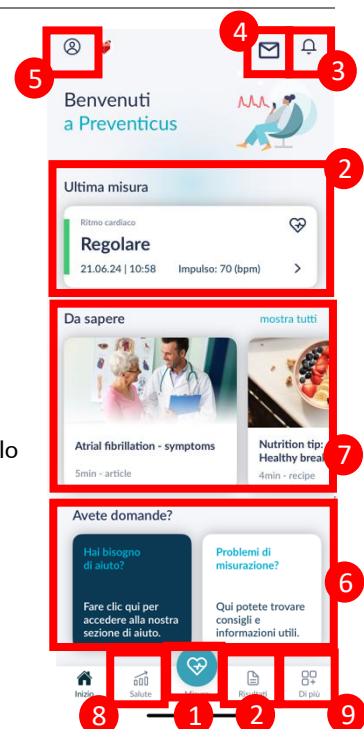 4
5
3
Benvenuti
a Preventicus
2
Ultima misura
Ritmo cardiaco
Regolare
21.06.24 | 10:58 Impulso: 70 (bpm)
Da sapere mostra tutti
lo
Atrial fibrillation - symptoms
5min - article
Nutrition tip:
Healthy brea
4min - recipe
7
Avete domande?
Hai bisogno
di aiuto?
Fare clic qui per
accedere alla nostra
sezione di aiuto.
Problemi di
misurazione?
Qui potete trovare
consigli e
informazioni utili.
6
Inizio Salute Misura Risultati Di più
8 1 2 9